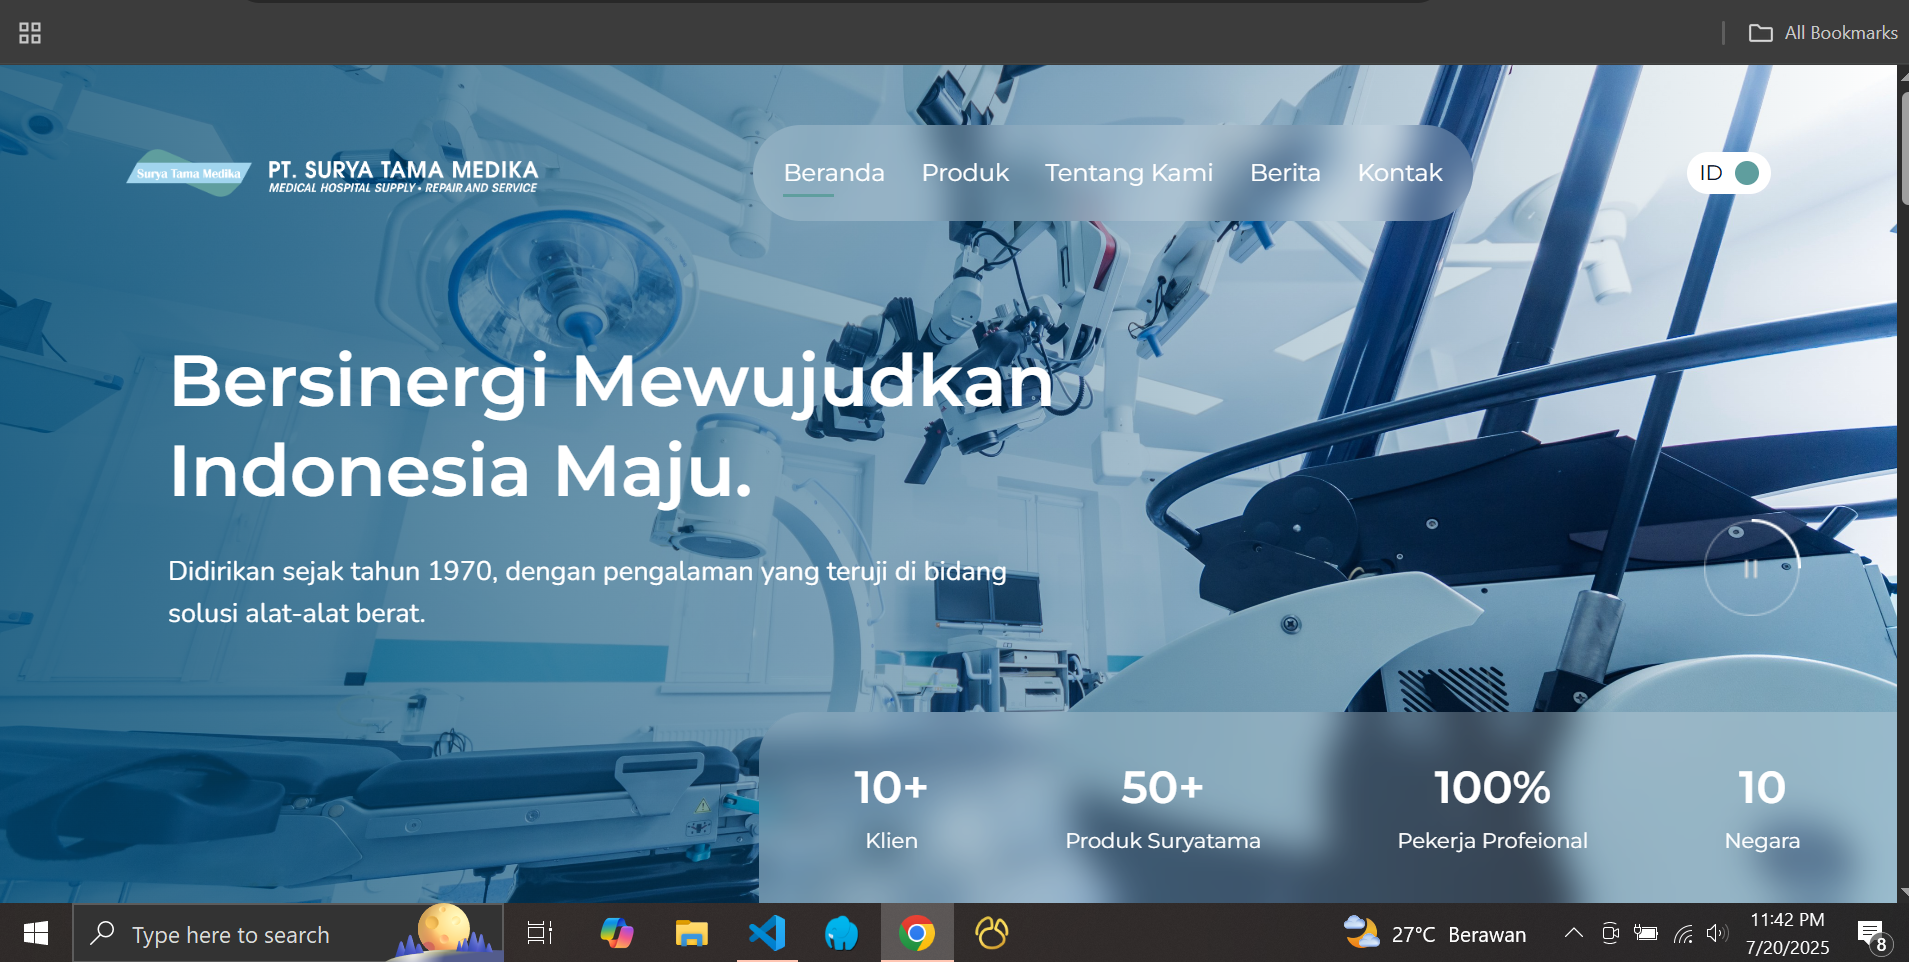 All Bookmarks
Surya Tama Medika
PT. SURYA TAMA MEDIKA
MEDICAL HOSPITAL SUPPLY • REPAIR AND SERVICE
Beranda
Produk
Tentang Kami
Berita
Kontak
ID
Bersinergi Mewujudkan
Indonesia Maju.
Didirikan sejak tahun 1970, dengan pengalaman yang teruji di bidang
solusi alat-alat berat.
10+
Klien
50+
Produk Suryatama
100%
Pekerja Profeional
10
Negara
Type here to search
27°C Berawan
11:42 PM
7/20/2025
8